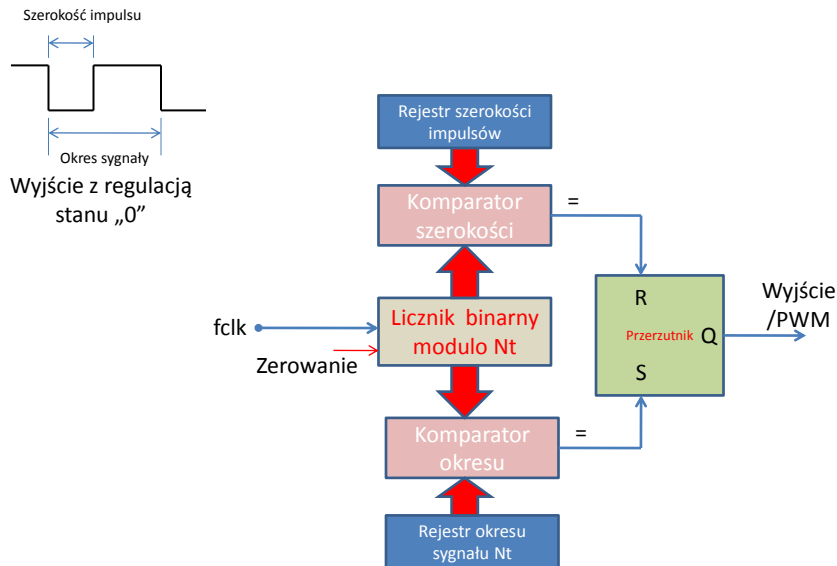 Szerokość impulsu
Okres sygnały
Wyjście z regulacją
stanu „0”
Rejestr szerokości
impulsów
Komparator
szerokości
=
Licznik binarny
modulo Nt
fclk
Zerowanie
R
Przerzutnik
Q
S
Wyjście
/PWM
Komparator
okresu
=
Rejestr okresu
sygnału Nt